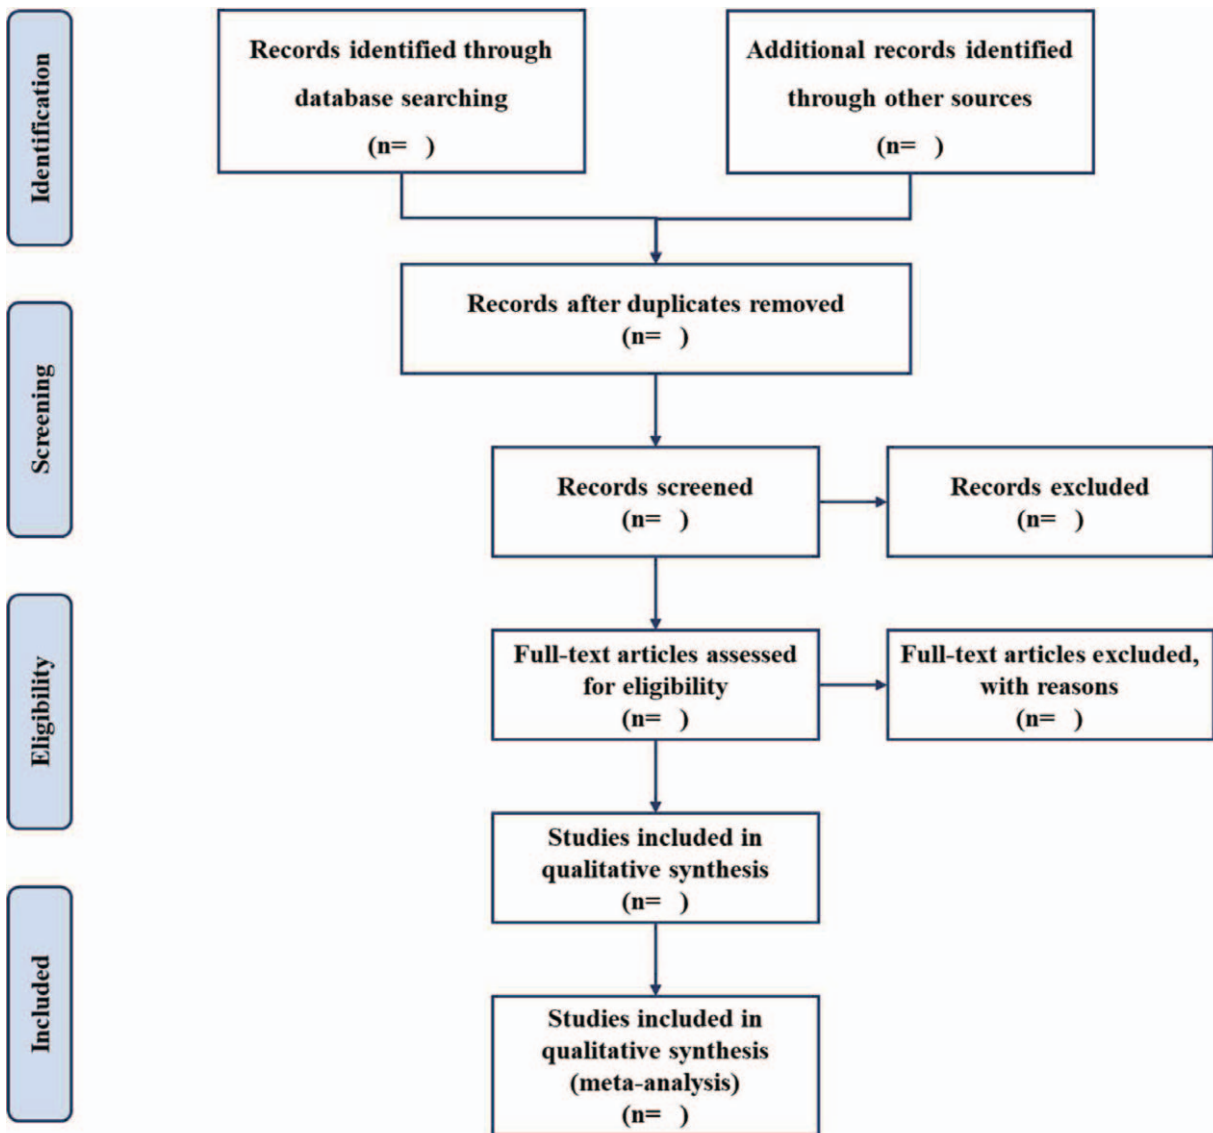 Identification
Records identified through
database searching
(n= )
Additional records identified
through other sources
(n= )
Records after duplicates removed
(n= )
Screening
Records screened
(n= )
Records excluded
(n= )
Eligibility
Full-text articles assessed
for eligibility
(n= )
Full-text articles excluded,
with reasons
(n= )
Studies included in
qualitative synthesis
(n= )
Included
Studies included in
qualitative synthesis
(meta-analysis)
(n= )